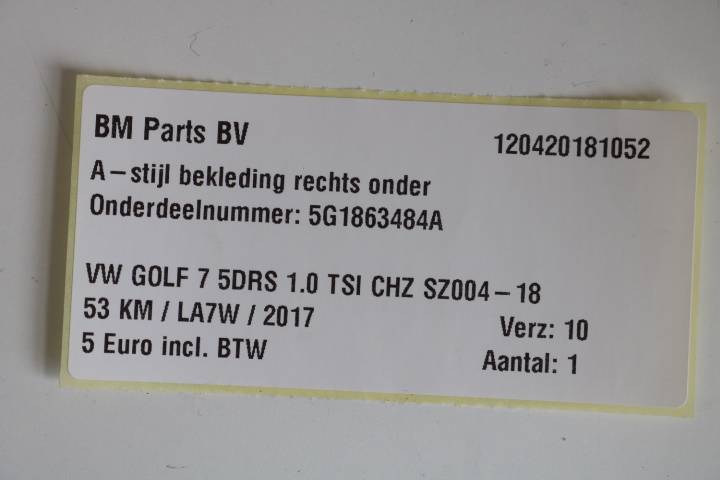 BM Parts BV 120420181052
A-stijl bekleding rechts onder
Onderdeelnummer: 5G1863484A
VW GOLF 7 5DRS 1.0 TSI CHZ SZ004-18
53 KM / LA7W / 2017 Verz: 10
5 Euro incl. BTW Aantal: 1